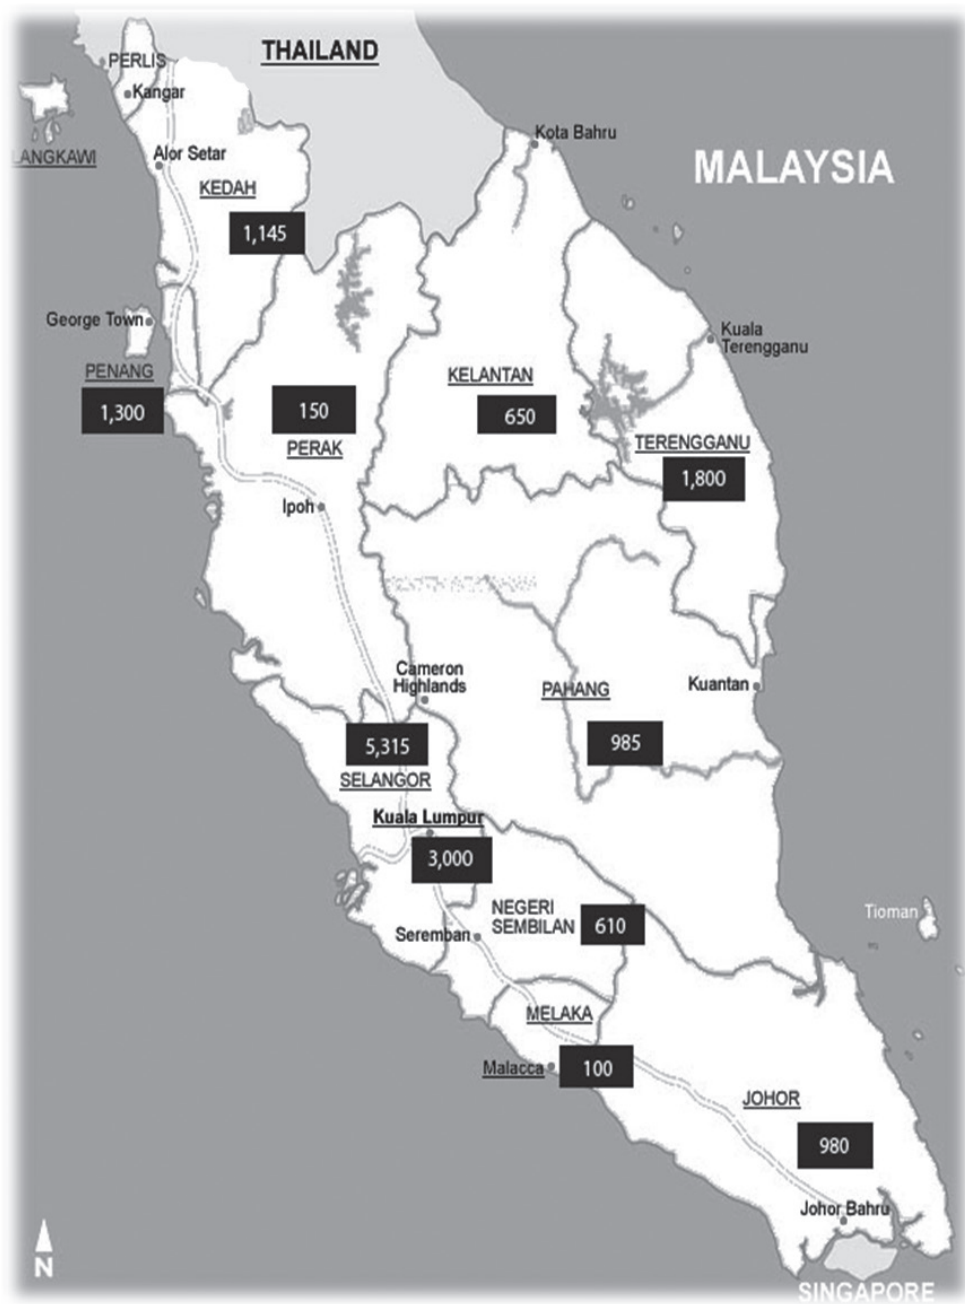 THAILAND
PERLIS
Kangar
LANGKAWI
Kota Bahru
MALAYSIA
Alor Setar
KEDAH
1,145
George Town
Kuala
Terengganu
PENANG
1,300
150
PERAK
KELANTAN
650
TERENGGANU
1,800
Ipoh
Cameron
Highlands
PAHANG
Kuantan
985
5,315
SELANGOR
Kuala Lumpur
3,000
NEGERI
SEMBILAN
610
Seremban
Tioman
MELAKA
Malacca
100
JOHOR
980
Johor Bahru
N
SINGAPORE